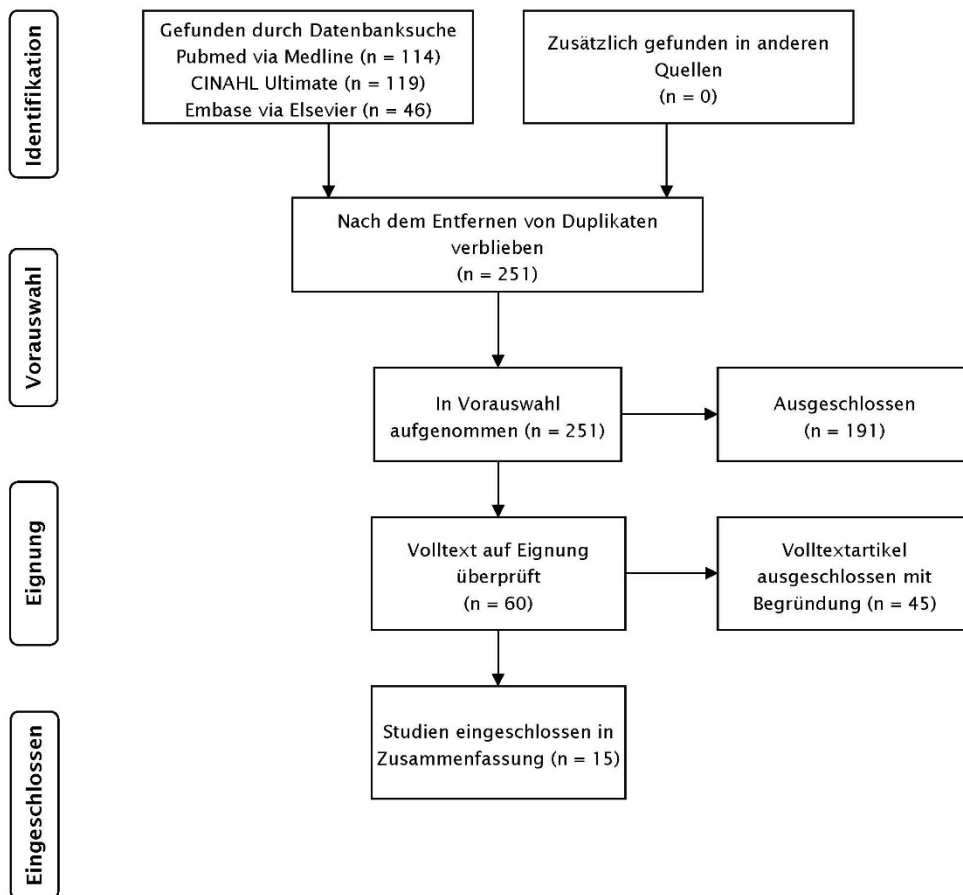 Identifikation
Gefunden durch Datenbanksuche
Pubmed via Medline (n = 114)
CINAHL Ultimate (n = 119)
Embase via Elsevier (n = 46)
Zusätzlich gefunden in anderen
Quellen
(n = 0)
Vorauswahl
Nach dem Entfernen von Duplikaten
verblieben
(n = 251)
In Vorauswahl
aufgenommen (n = 251)
Ausgeschlossen
(n = 191)
Eignung
Volltext auf Eignung
überprüft
(n = 60)
Volltextartikel
ausgeschlossen mit
Begründung (n = 45)
Eingeschlossen
Studien eingeschlossen in
Zusammenfassung (n = 15)